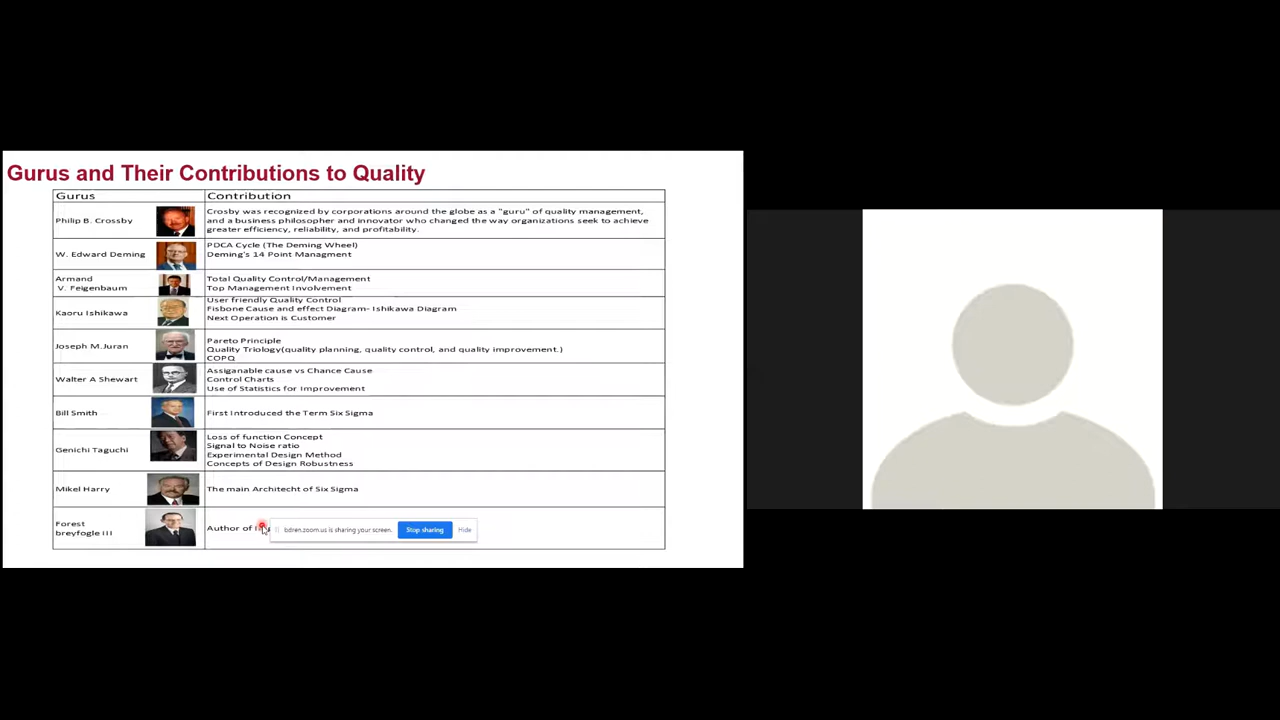 Gurus and Their Contributions to Quality
Gurus Contribution
Philip B. Crossby
Crosby was recognized by corporations around the globe as a "guru" of quality management,
and a business philosopher and innovator who changed the way organizations seek to achieve
greater efficiency, reliability, and profitability.
W. Edward Deming
PDCA Cycle (The Deming Wheel)
Deming's 14 Point Managment
Armand
V. Feigenbaum
Total Quality Control/Management
Top Management Involvement
Kaoru Ishikawa
User friendly Quality Control
Fisbone Cause and effect Diagram- Ishikawa Diagram
Next Operation is Customer
Joseph M.Juran
Pareto Principle
Quality Triology(quality planning, quality control, and quality improvement.)
COPQ
Walter A Shewart
Assiganable cause vs Chance Cause
Control Charts
Use of Statistics for Improvement
Bill Smith
First Introduced the Term Six Sigma
Genichi Taguchi
Loss of function Concept
Signal to Noise ratio
Experimental Design Method
Concepts of Design Robustness
Mikel Harry
The main Architecht of Six Sigma
Forest
breyfogle III
Author of
bdren.zoom.us is sharing your screen. Stop sharing Hide